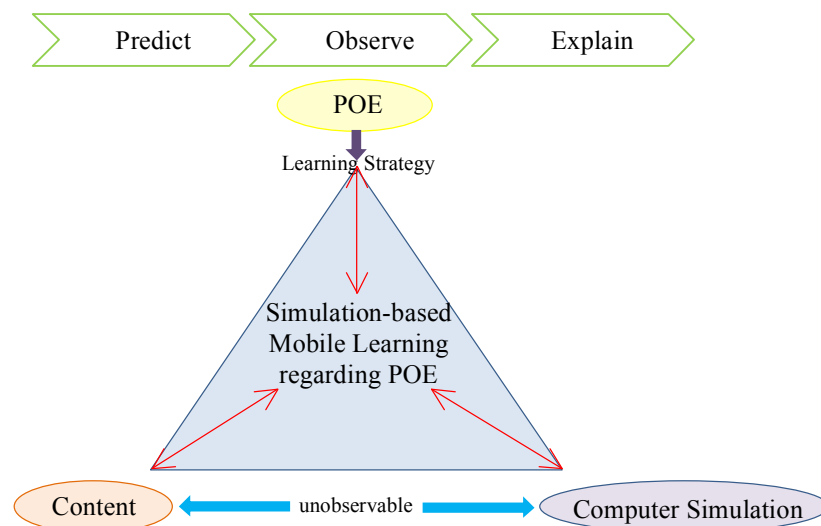 Predict
Observe
Explain
POE
Learning Strategy
Simulation-based
Mobile Learning
regarding POE
Content
unobservable
Computer Simulation